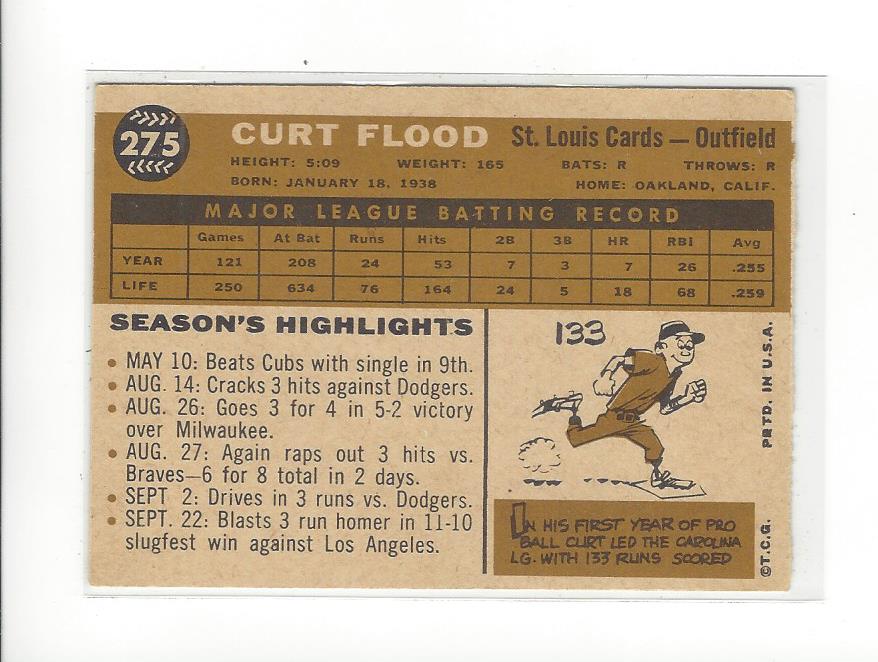 275
CURT FLOOD St. Louis Cards — Outfield
HEIGHT: 5:09 WEIGHT: 165 BATS: R THROWS: R
BORN: JANUARY 18, 1938 HOME: OAKLAND, CALIF.
MAJOR LEAGUE BATTING RECORD
Games At Bat Runs Hits 2B 3B HR RBI Avg
YEAR 121 208 24 53 7 3 7 26 .255
LIFE 250 634 76 164 24 5 18 68 .259
SEASON'S HIGHLIGHTS
• MAY 10: Beats Cubs with single in 9th.
• AUG. 14: Cracks 3 hits against Dodgers.
• AUG. 26: Goes 3 for 4 in 5-2 victory
over Milwaukee.
• AUG. 27: Again raps out 3 hits vs.
Braves—6 for 8 total in 2 days.
• SEPT. 2: Drives in 3 runs vs. Dodgers.
• SEPT. 22: Blasts 3 run homer in 11-10
slugfest win against Los Angeles.
133
IN HIS FIRST YEAR OF PRO
BALL CURT LED THE CAROLINA
LG. WITH 133 RUNS SCORED
©T.C.G. PRTD. IN U.S.A.